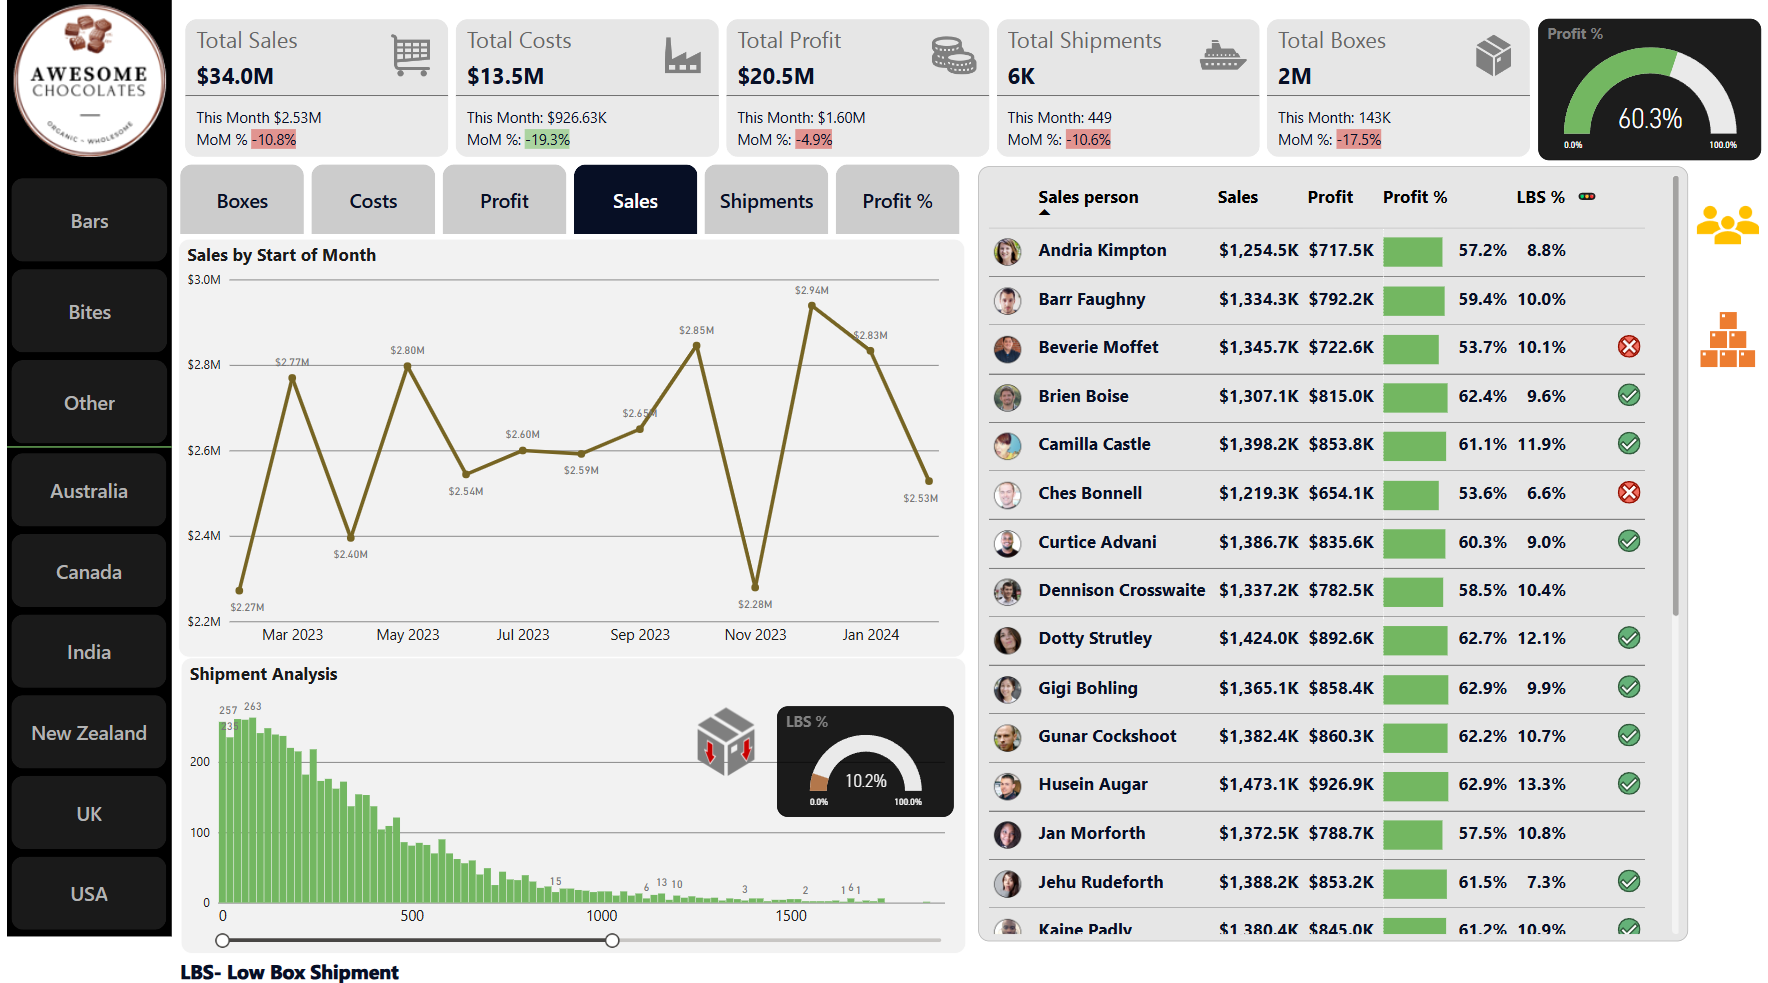 AWESOME
CHOCOLATES
ORGANIC - WHOLESOME
Bars
Bites
Other
Australia
Canada
India
New Zealand
UK
USA
Total Sales
$34.0M
This Month $2.53M
MoM % -10.8%
Total Costs
$13.5M
This Month: $926.63K
MoM %: -19.3%
Total Profit
$20.5M
This Month: $1.60M
MoM %: -4.9%
Total Shipments
6K
This Month: 449
MoM %: -10.6%
Total Boxes
2M
This Month: 143K
MoM %: -17.5%
Profit %
60.3%
0.0% 100.0%
Boxes Costs Profit Sales Shipments Profit %
Sales by Start of Month
$3.0M
$2.8M
$2.6M
$2.4M
$2.2M
$2.27M
$2.77M
$2.40M
$2.80M
$2.54M
$2.60M
$2.59M
$2.65M
$2.85M
$2.28M
$2.94M
$2.83M
$2.53M
Mar 2023 May 2023 Jul 2023 Sep 2023 Nov 2023 Jan 2024
Shipment Analysis
257 263
235
200
100
0
15 6 13 10 3 2 1 6 1
0 500 1000 1500
LBS %
10.2%
0.0% 100.0%
LBS- Low Box Shipment
Sales person Sales Profit Profit % LBS %
Andria Kimpton $1,254.5K $717.5K 57.2% 8.8%
Barr Faughny $1,334.3K $792.2K 59.4% 10.0%
Beverie Moffet $1,345.7K $722.6K 53.7% 10.1%
Brien Boise $1,307.1K $815.0K 62.4% 9.6%
Camilla Castle $1,398.2K $853.8K 61.1% 11.9%
Ches Bonnell $1,219.3K $654.1K 53.6% 6.6%
Curtice Advani $1,386.7K $835.6K 60.3% 9.0%
Dennison Crosswaite $1,337.2K $782.5K 58.5% 10.4%
Dotty Strutley $1,424.0K $892.6K 62.7% 12.1%
Gigi Bohling $1,365.1K $858.4K 62.9% 9.9%
Gunar Cockshoot $1,382.4K $860.3K 62.2% 10.7%
Husein Augar $1,473.1K $926.9K 62.9% 13.3%
Jan Morforth $1,372.5K $788.7K 57.5% 10.8%
Jehu Rudeforth $1,388.2K $853.2K 61.5% 7.3%
Kaine Padly $1,380.4K $845.0K 61.2% 10.9%